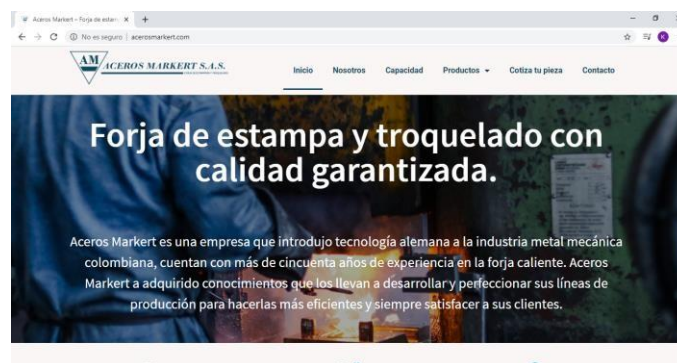 Aceros Markert – Forja de estam
No es seguro | acerosmarkert.com
AM
ACEROS MARKERT S.A.S.
Inicio Nosotros Capacidad Productos Cotiza tu pieza Contacto
Forja de estampa y troquelado con
calidad garantizada.
Aceros Markert es una empresa que introdujo tecnología alemana a la industria metal mecánica
colombiana, cuentan con más de cincuenta años de experiencia en la forja caliente. Aceros
Markert a adquirido conocimientos que los llevan a desarrollar y perfeccionar sus líneas de
producción para hacerlas más eficientes y siempre satisfacer a sus clientes.